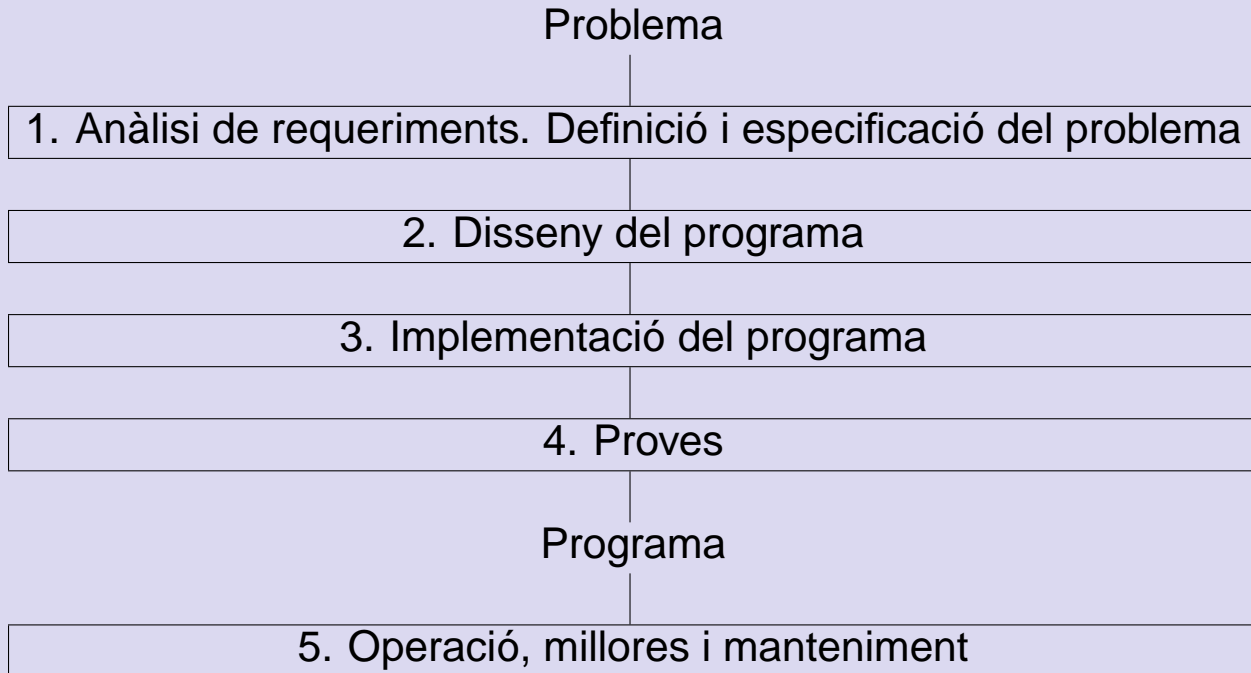 Problema
1. Anàlisi de requeriments. Definició i especificació del problema
2. Disseny del programa
3. Implementació del programa
4. Proves
Programa
5. Operació, millores i manteniment